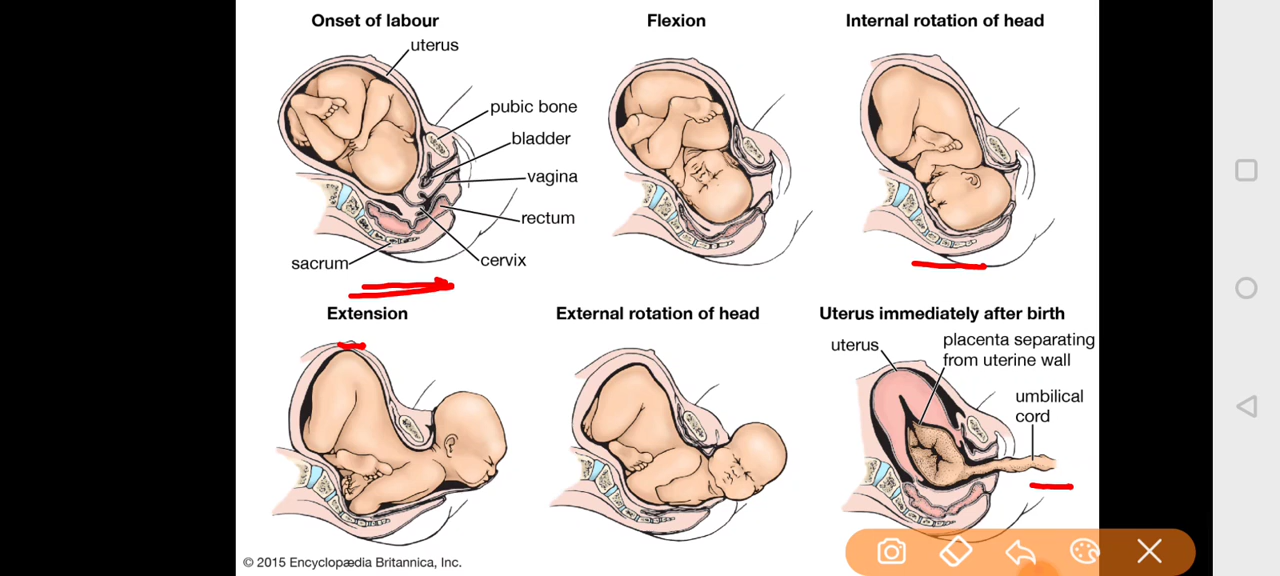 Onset of labour
Flexion
Internal rotation of head
uterus
pubic bone
bladder
vagina
rectum
cervix
sacrum
Extension
External rotation of head
Uterus immediately after birth
uterus
placenta separating
from uterine wall
umbilical
cord
© 2015 Encyclopædia Britannica, Inc.